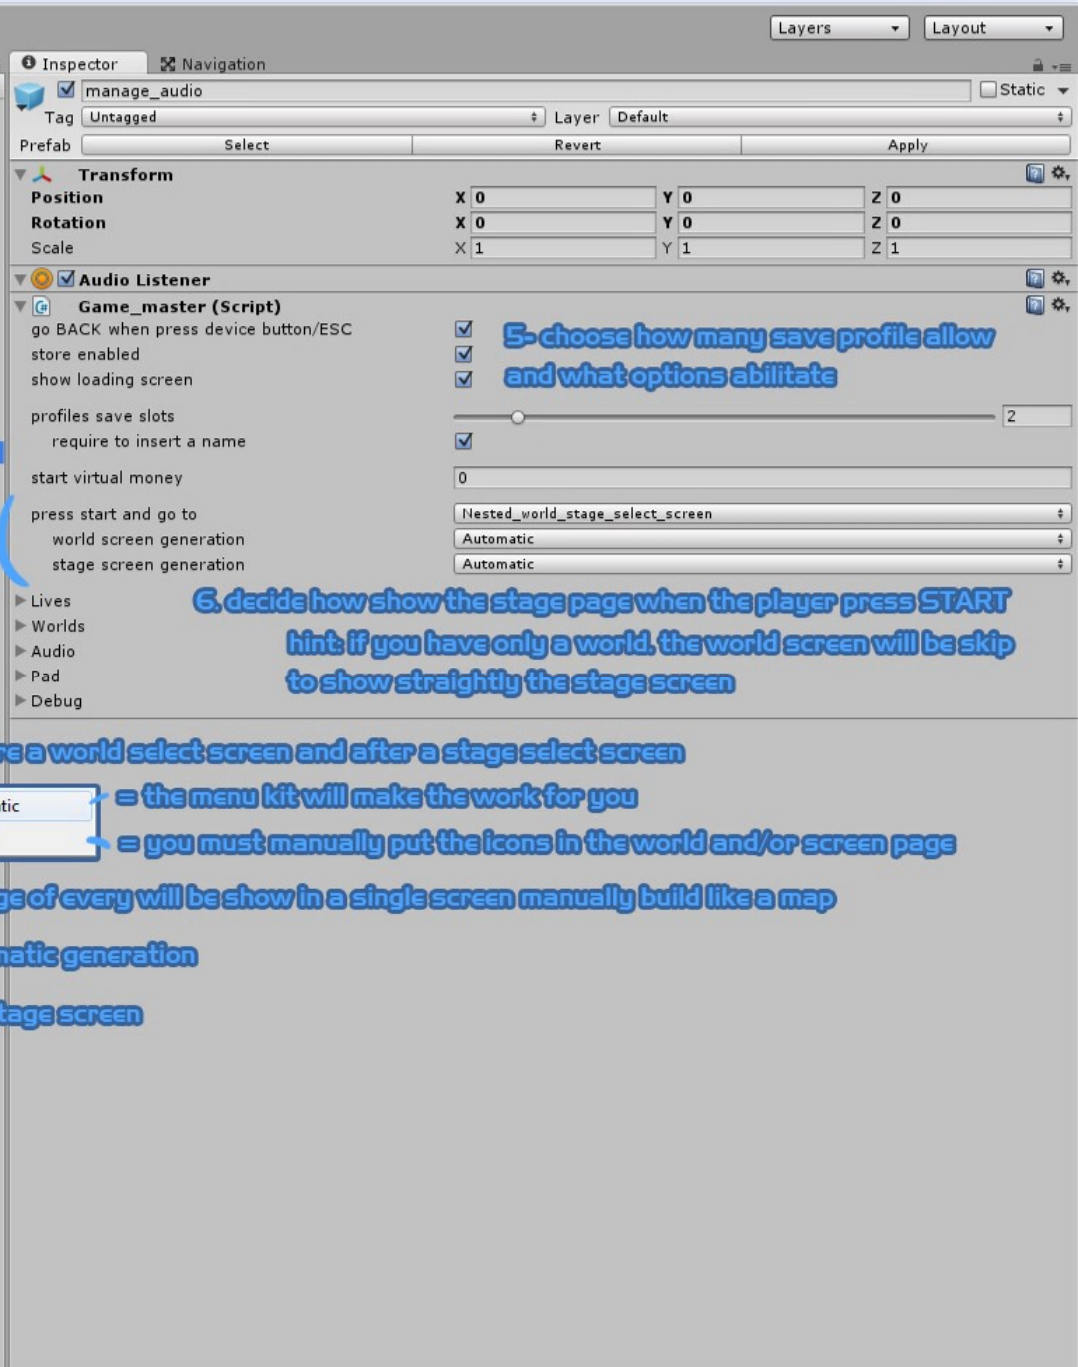 Layers Layout
Inspector Navigation
manage_audio Static
Tag Untagged Layer Default
Prefab Select Revert Apply
Transform
Position X 0 Y 0 Z 0
Rotation X 0 Y 0 Z 0
Scale X 1 Y 1 Z 1
Audio Listener
Game_master (Script)
go BACK when press device button/ESC
5- choose how many save profile allow
store enabled
and what options abilitate
show loading screen
profiles save slots 2
require to insert a name
start virtual money 0
press start and go to Nested_world_stage_select_screen
world screen generation Automatic
stage screen generation Automatic
Lives
6. decide how show the stage page when the player press START
Worlds
hint: if you have only a world. the world screen will be skip
Audio
Pad
to show straightly the stage screen
Debug
a world select screen and after a stage select screen
= the menu kit will make the work for you
= you must manually put the icons in the world and/or screen page
of every will be show in a single screen manually build like a map
generation
screen